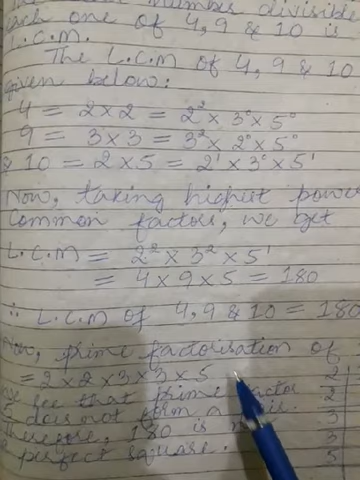 number divisible
each one of 4, 9 & 10 is
L.C.M.
The L.C.M of 4, 9 & 10
given below:
4 = 2 × 2 = 2² × 3° × 5°
9 = 3 × 3 = 3² × 2° × 5°
& 10 = 2 × 5 = 2¹ × 3° × 5¹
Now, taking highest power
common factors, we get
L.C.M = 2² × 3² × 5¹
= 4 × 9 × 5 = 180
∴ L.C.M of 4, 9 & 10 = 180
Now, prime factorisation of
= 2 × 2 × 3 × 3 × 5
we see that prime factor
5 does not form a pair.
Therefore, 180 is
a perfect square.
2
2
3
3
5